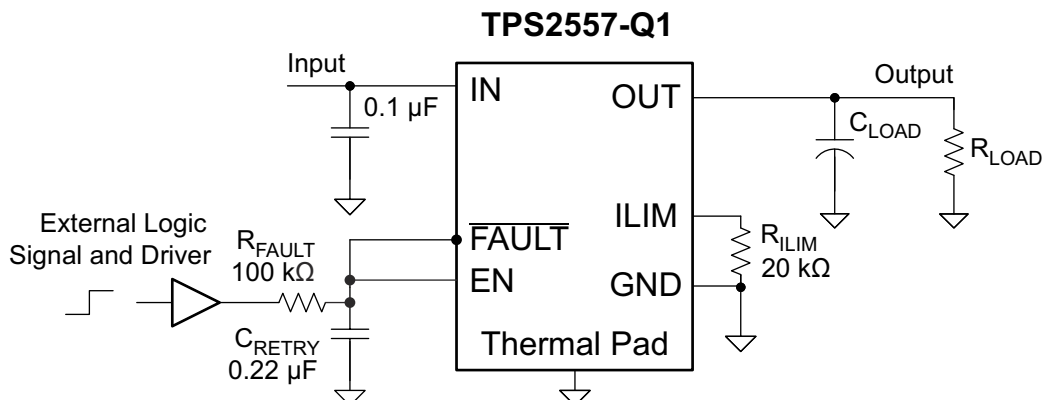 TPS2557-Q1
Input
0.1 µF
IN
OUT
Output
C_LOAD
R_LOAD
External Logic
Signal and Driver
R_FAULT
100 kΩ
FAULT
EN
ILIM
GND
R_ILIM
20 kΩ
C_RETRY
0.22 µF
Thermal Pad